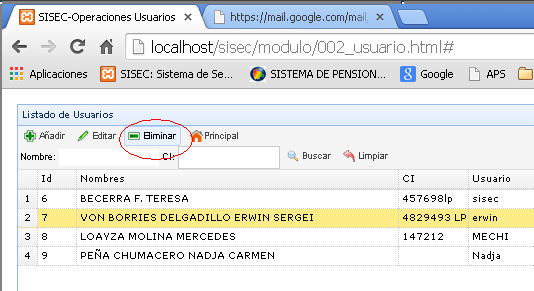 SISEC-Operaciones Usuarios https://mail.google.com/mail,
localhost/sisec/modulo/002_usuario.html#
Aplicaciones SISEC: Sistema de Se... SISTEMA DE PENSION... Google APS
Listado de Usuarios
Añadir Editar Eliminar Principal
Nombre: CI: Buscar Limpiar
Id Nombres CI Usuario
1 6 BECERRA F. TERESA 457698lp sisec
2 7 VON BORRIES DELGADILLO ERWIN SERGEI 4829493 LP erwin
3 8 LOAYZA MOLINA MERCEDES 147212 MECHI
4 9 PEÑA CHUMACERO NADJA CARMEN Nadja